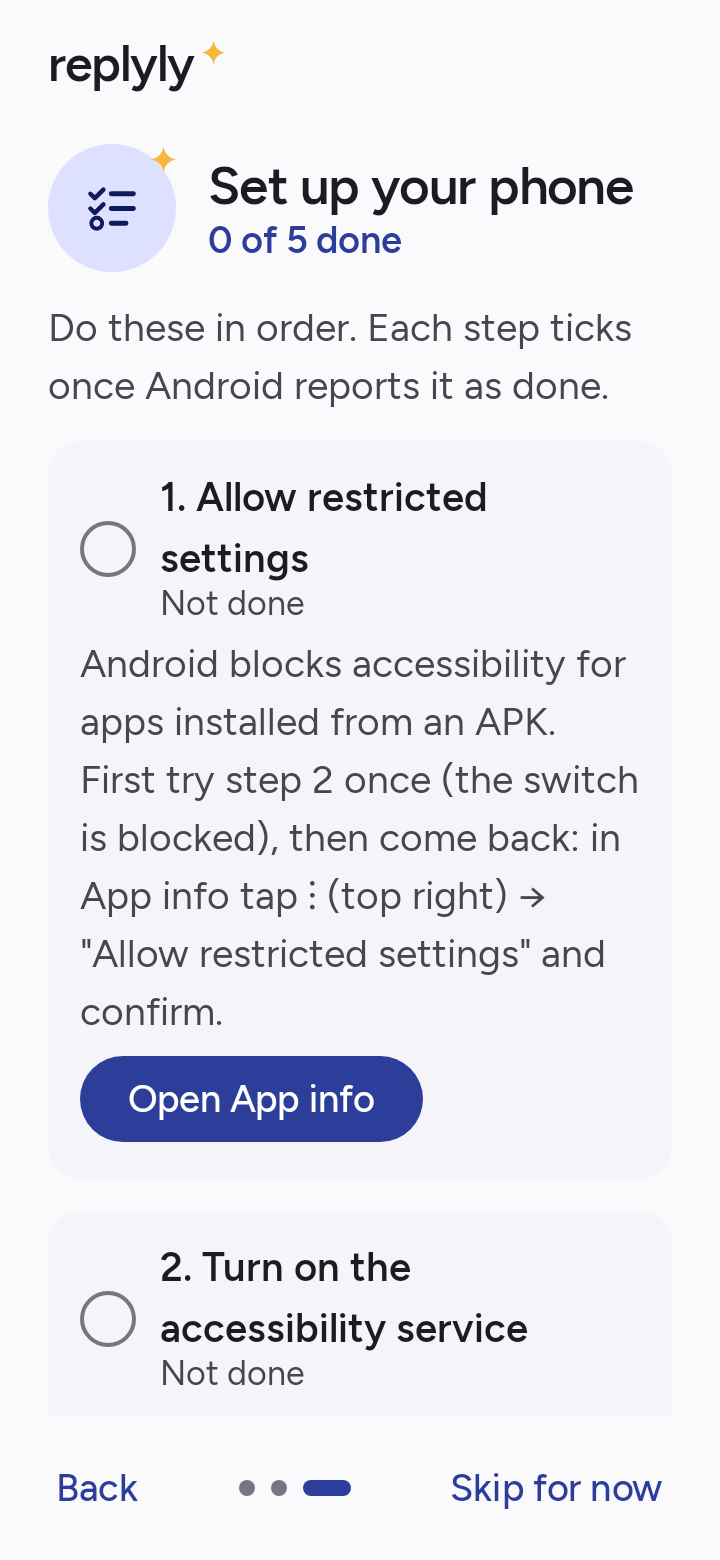 replyly
Set up your phone
0 of 5 done
Do these in order. Each step ticks
once Android reports it as done.
1. Allow restricted
settings
Not done
Android blocks accessibility for
apps installed from an APK.
First try step 2 once (the switch
is blocked), then come back: in
App info tap ⋮ (top right) →
"Allow restricted settings" and
confirm.
Open App info
2. Turn on the
accessibility service
Not done
Back
Skip for now